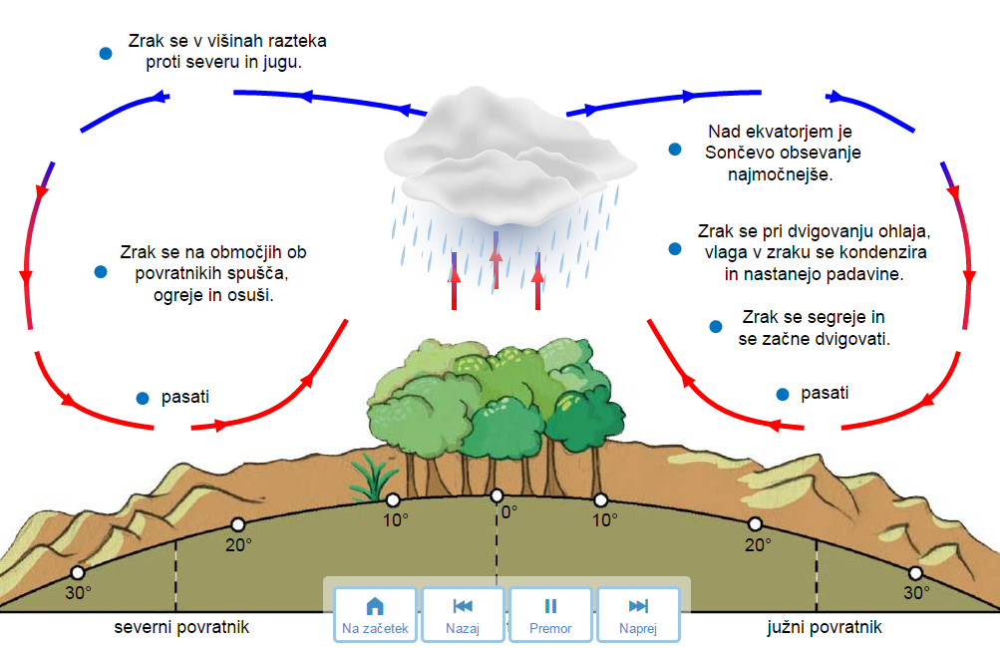 Zrak se v višinah razteka
proti severu in jugu.
Nad ekvatorjem je
Sončevo obsevanje
najmočnejše.
Zrak se na območjih ob
povratnikih spušča,
ogreje in osuši.
Zrak se pri dvigovanju ohlaja,
vlaga v zraku se kondenzira
in nastanejo padavine.
Zrak se segreje in
se začne dvigovati.
pasati
pasati
30°
20°
10°
0°
10°
20°
30°
severni povratnik
južni povratnik
Na začetek
Nazaj
Premor
Naprej